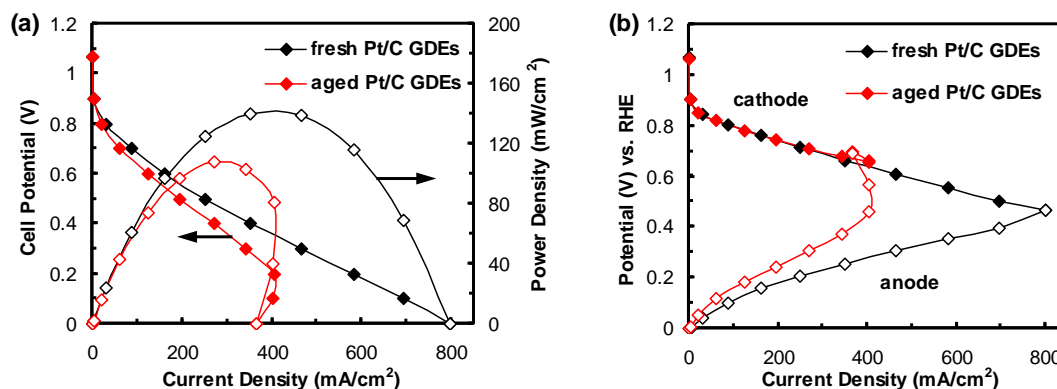 (a)
1.2
1
0.8
0.6
0.4
0.2
0
Cell Potential (V)
fresh Pt/C GDEs
aged Pt/C GDEs
200
160
120
80
40
0
Power Density (mW/cm²)
0 200 400 600 800
Current Density (mA/cm²)
(b)
1.2
1
0.8
0.6
0.4
0.2
0
Potential (V) vs. RHE
fresh Pt/C GDEs
aged Pt/C GDEs
cathode
anode
0 200 400 600 800
Current Density (mA/cm²)